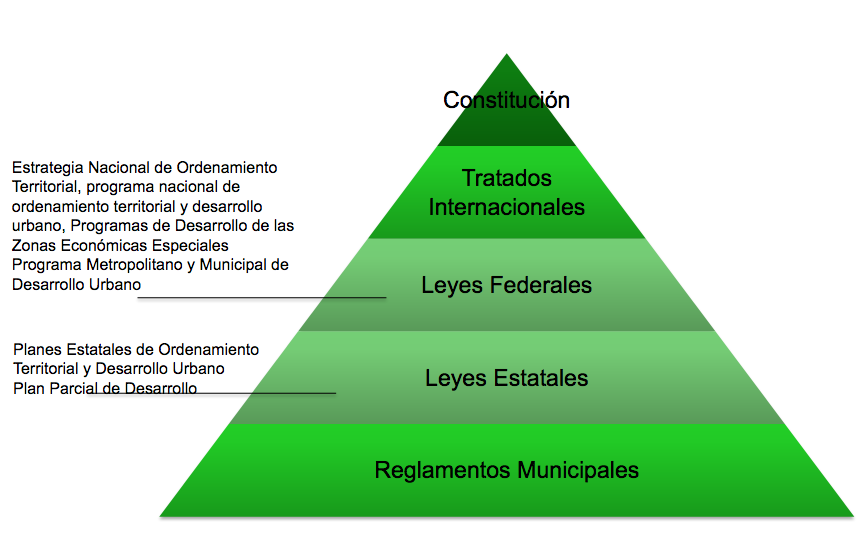 Constitución
Tratados
Internacionales
Estrategia Nacional de Ordenamiento
Territorial, programa nacional de
ordenamiento territorial y desarrollo
urbano, Programas de Desarrollo de las
Zonas Económicas Especiales
Programa Metropolitano y Municipal de
Desarrollo Urbano
Leyes Federales
Planes Estatales de Ordenamiento
Territorial y Desarrollo Urbano
Plan Parcial de Desarrollo
Leyes Estatales
Reglamentos Municipales